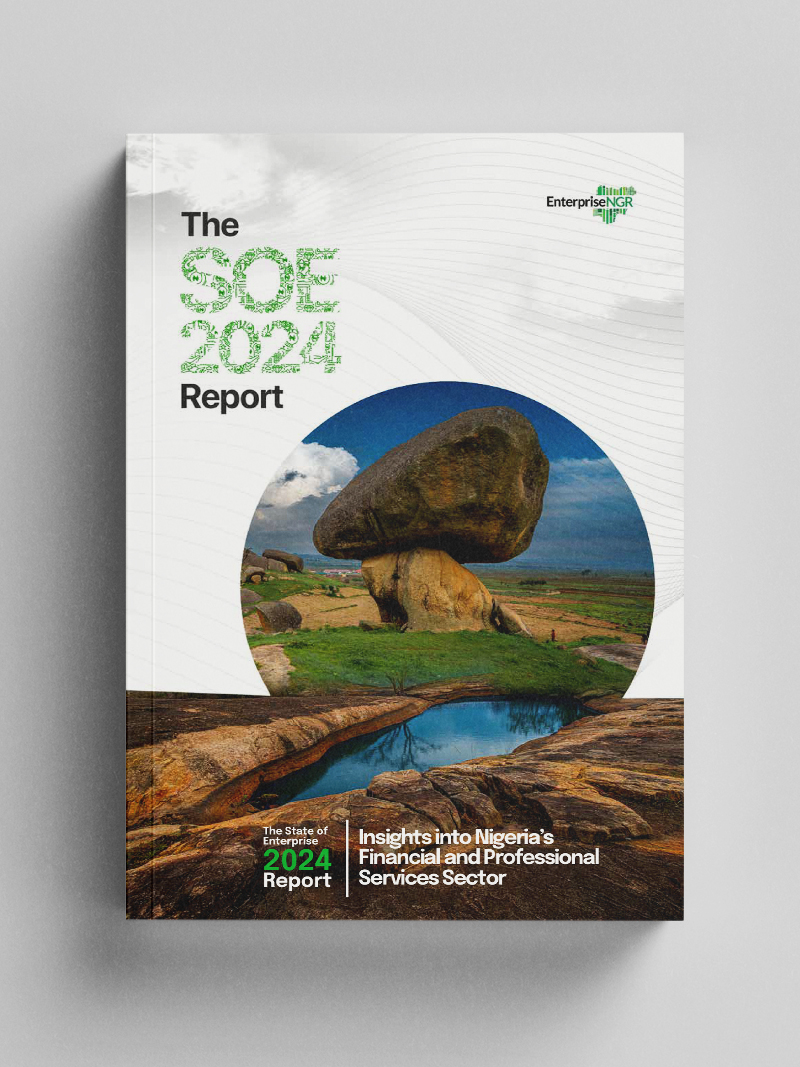 EnterpriseNGR
The
SOE
2024
Report
The State of
Enterprise
2024
Report
Insights into Nigeria's
Financial and Professional
Services Sector